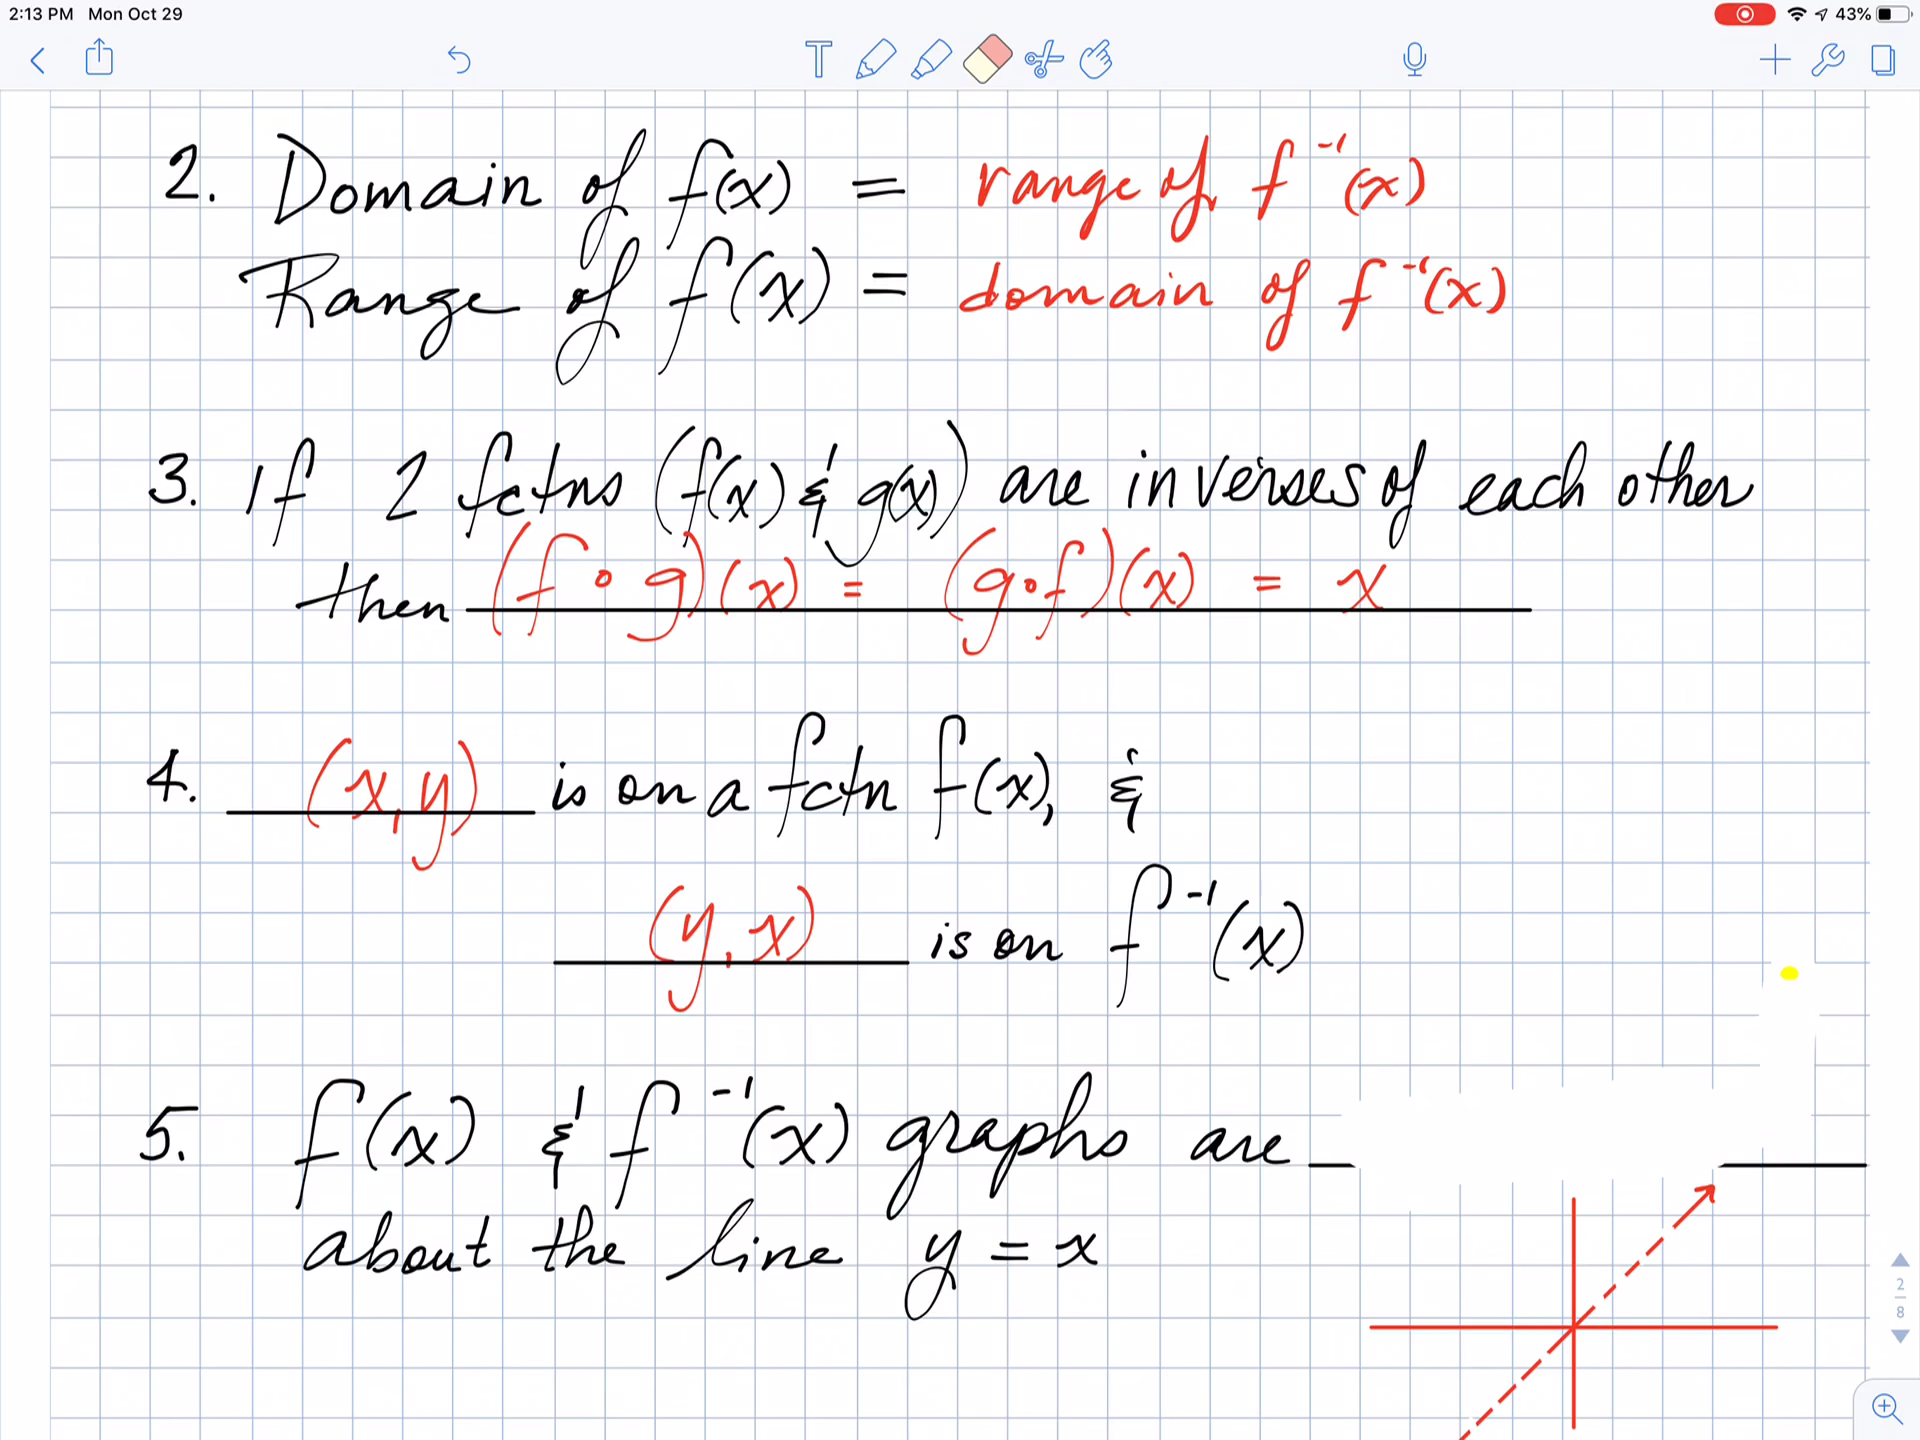 2:13 PM Mon Oct 29
43%
2. Domain of f(x) = range of f⁻¹(x)
Range of f(x) = domain of f⁻¹(x)
3. If 2 fctns (f(x) & g(x)) are inverses of each other
then (f∘g)(x) = (g∘f)(x) = x
4. (x,y) is on a fctn f(x), &
(y,x) is on f⁻¹(x)
5. f(x) & f⁻¹(x) graphs are
about the line y = x
2
8